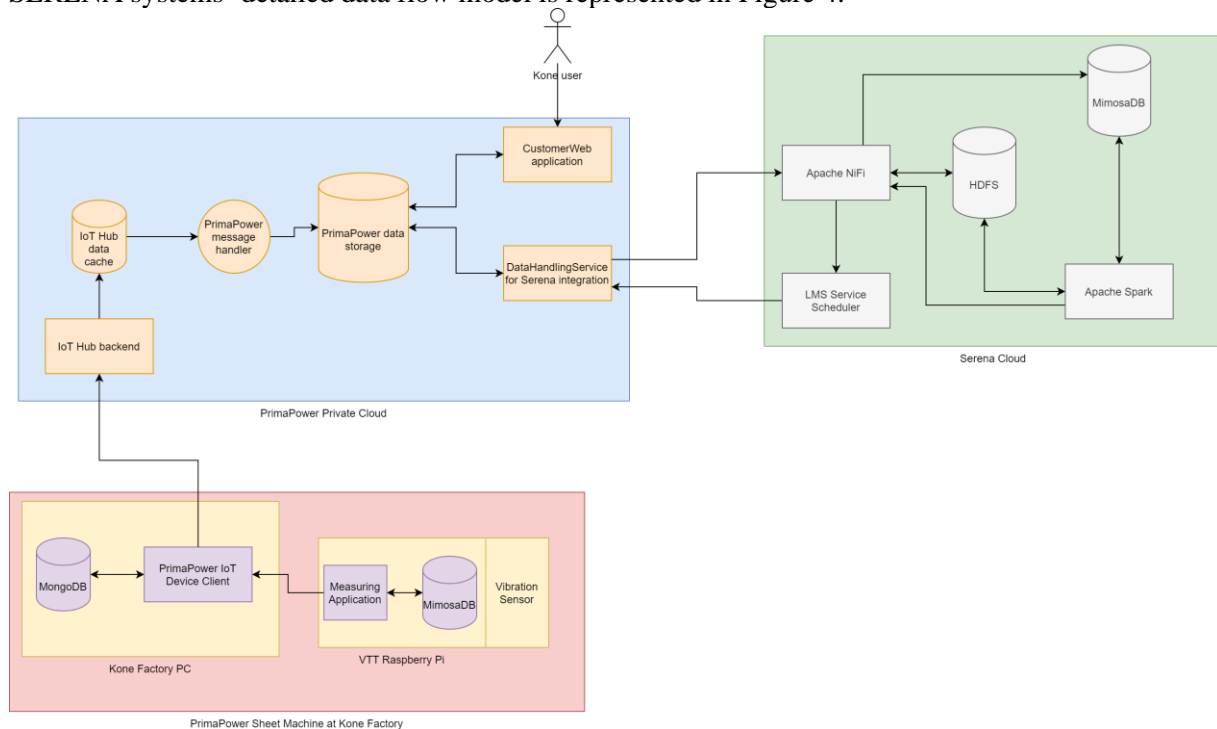 SERENA systems' detailed data flow model is represented in Figure 4.
Kone user
CustomerWeb
application
PrimaPower
message
handler
IoT Hub
data
cache
PrimaPower data
storage
DataHandlingService
for Serena integration
IoT Hub backend
PrimaPower Private Cloud
MimosaDB
Apache NiFi
HDFS
LMS Service
Scheduler
Apache Spark
Serena Cloud
MongoDB
PrimaPower IoT
Device Client
Kone Factory PC
Measuring
Application
MimosaDB
Vibration
Sensor
VTT Raspberry Pi
PrimaPower Sheet Machine at Kone Factory